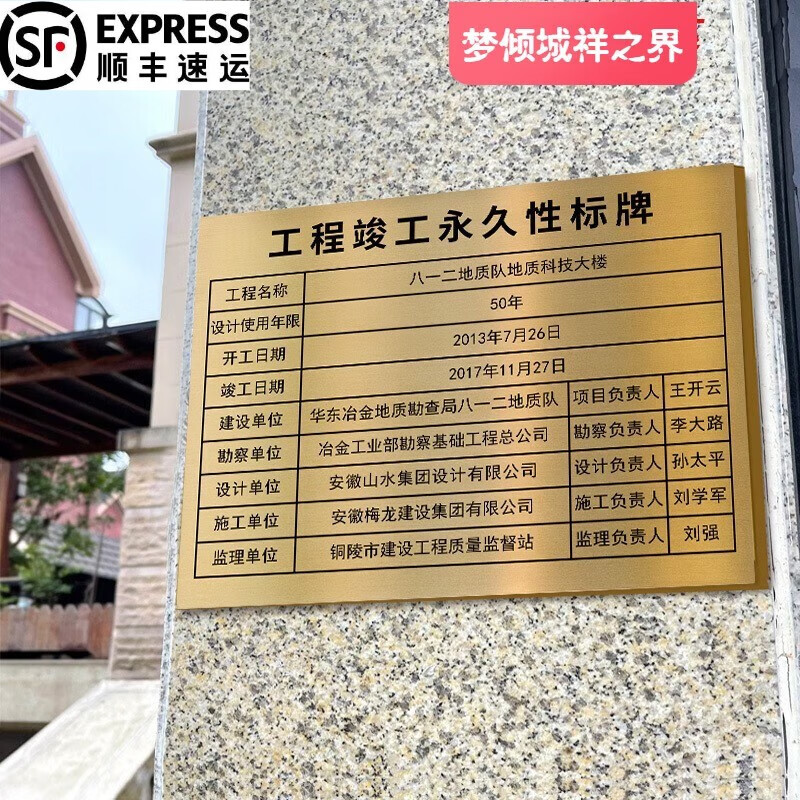 SF EXPRESS
顺丰速运
梦倾城祥之界
工程竣工永久性标牌
工程名称 八一二地质队地质科技大楼
设计使用年限 50年
开工日期 2013年7月26日
竣工日期 2017年11月27日
建设单位 华东冶金地质勘查局八一二地质队 项目负责人 王开云
勘察单位 冶金工业部勘察基础工程总公司 勘察负责人 李大路
设计单位 安徽山水集团设计有限公司 设计负责人 孙太平
施工单位 安徽梅龙建设集团有限公司 施工负责人 刘学军
监理单位 铜陵市建设工程质量监督站 监理负责人 刘强